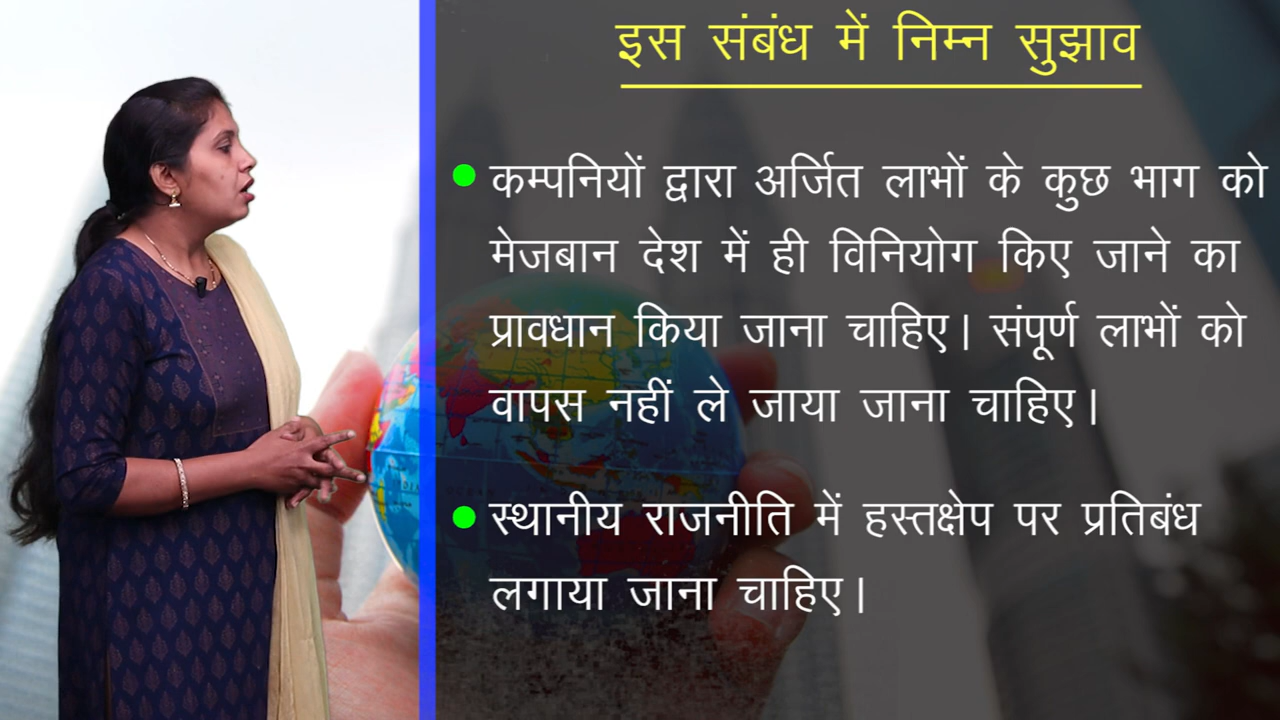 इस संबंध में निम्न सुझाव
कम्पनियों द्वारा अर्जित लाभों के कुछ भाग को
मेजबान देश में ही विनियोग किए जाने का
प्रावधान किया जाना चाहिए। संपूर्ण लाभों को
वापस नहीं ले जाया जाना चाहिए।
स्थानीय राजनीति में हस्तक्षेप पर प्रतिबंध
लगाया जाना चाहिए।